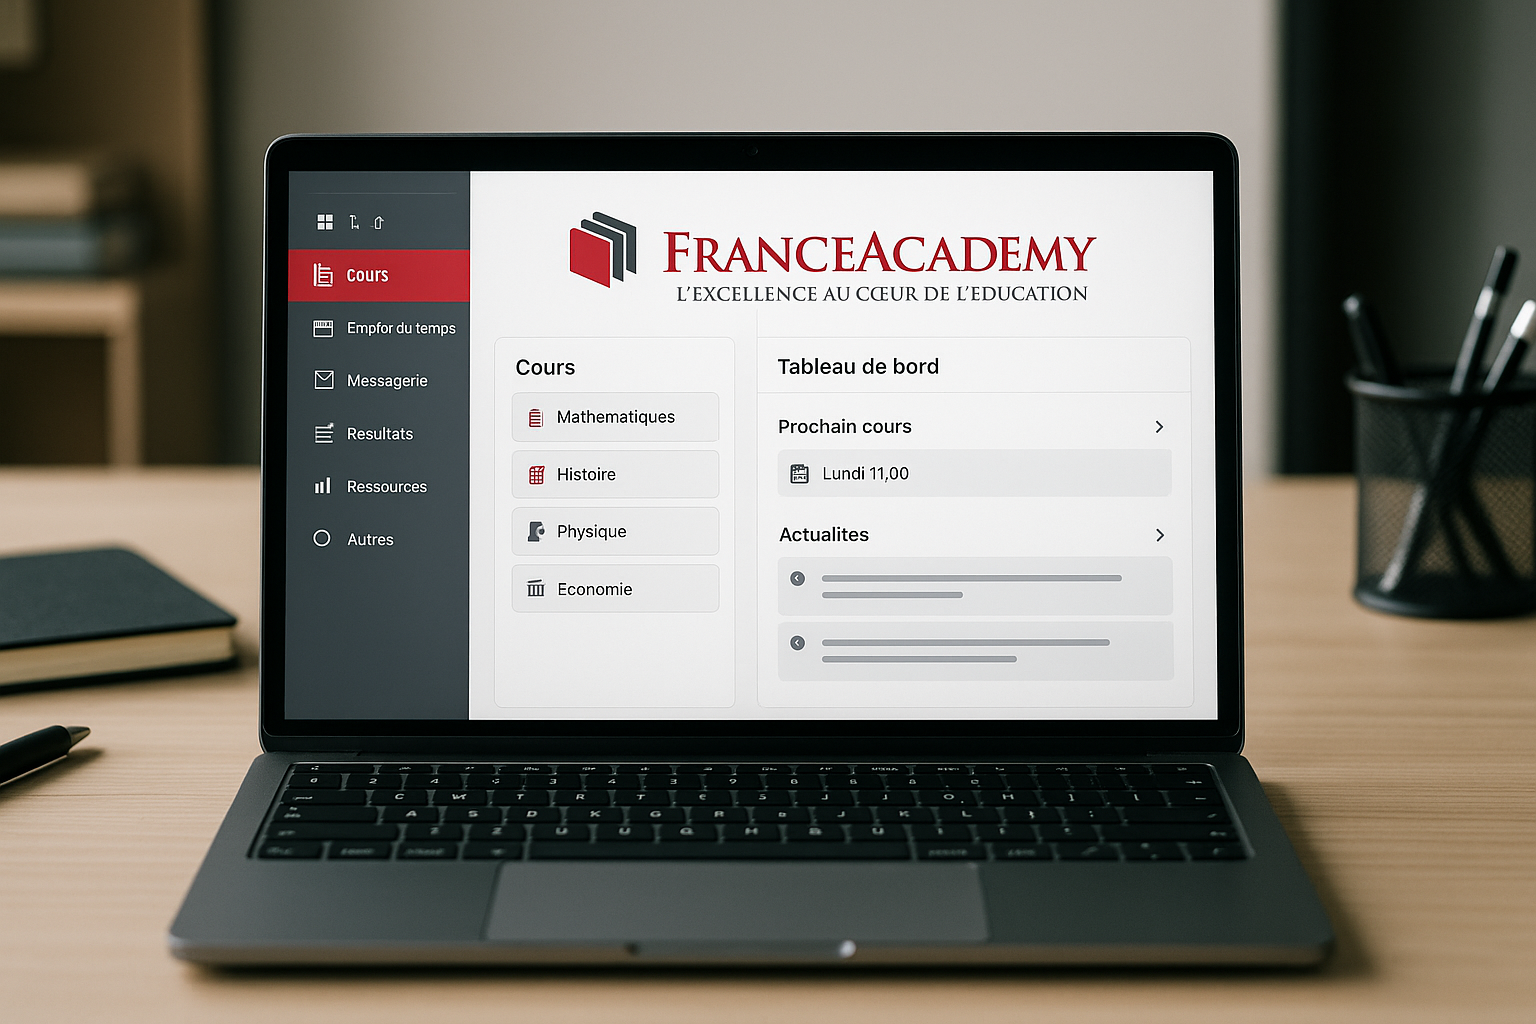 FRANCEACADEMY
L'EXCELLENCE AU CŒUR DE L'EDUCATION
Cours
Empfor du temps
Messagerie
Resultats
Ressources
Autres
Cours
Mathematiques
Histoire
Physique
Economie
Tableau de bord
Prochain cours
Lundi 11,00
Actualites